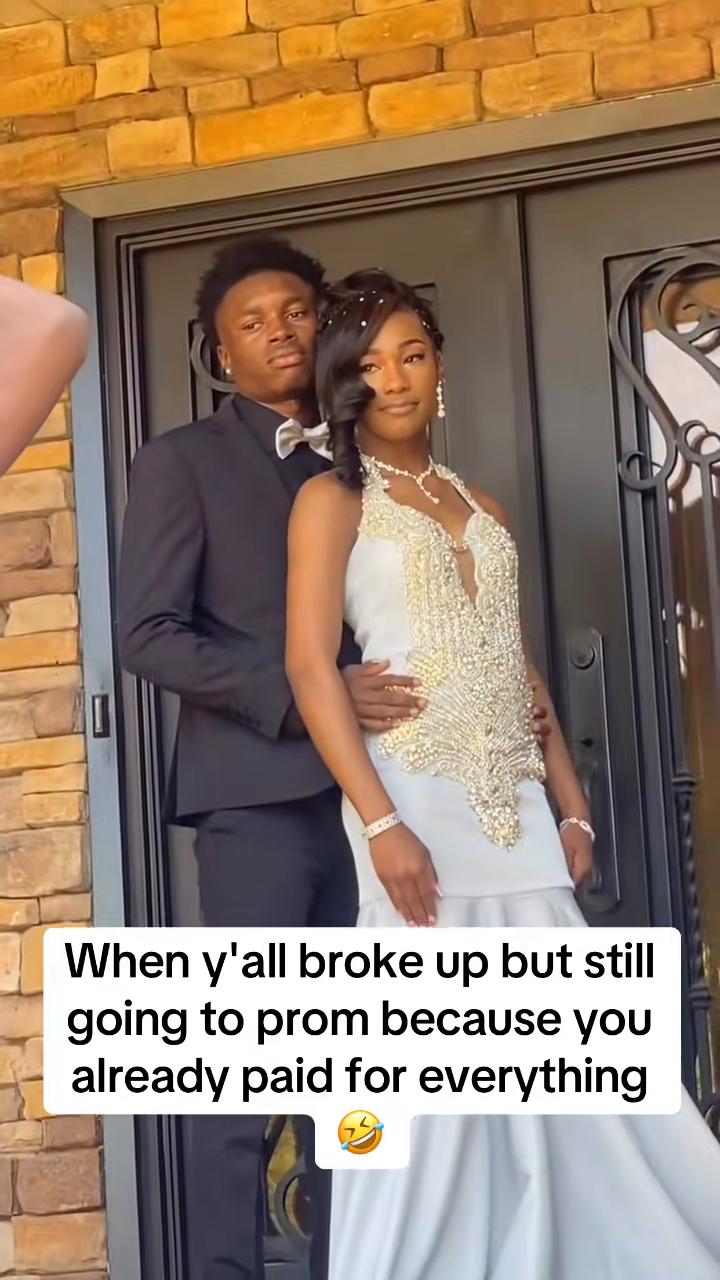 When y'all broke up but still
going to prom because you
already paid for everything
🤣